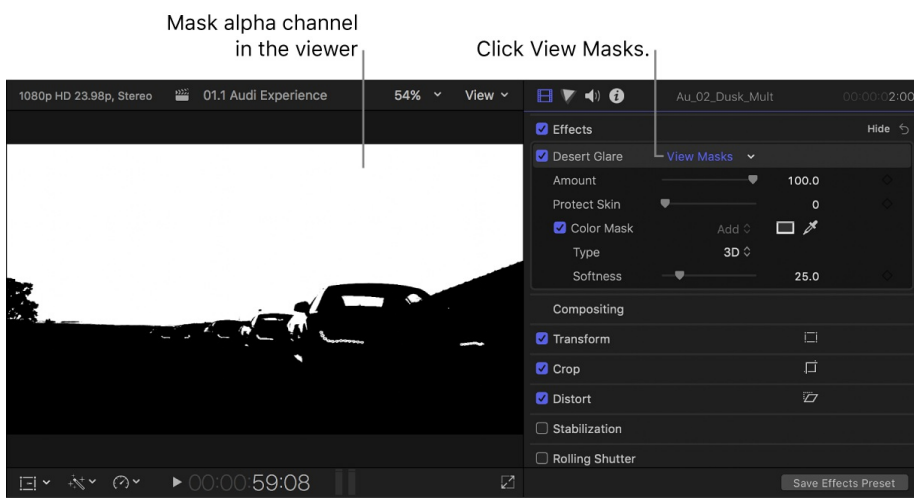 Mask alpha channel
in the viewer
Click View Masks.
1080p HD 23.98p, Stereo
01.1 Audi Experience
54%
View
Au_02_Dusk_Mult
00:00:02:00
Effects
Hide
Desert Glare
View Masks
Amount
100.0
Protect Skin
0
Color Mask
Add
Type
3D
Softness
25.0
Compositing
Transform
Crop
Distort
Stabilization
Rolling Shutter
00:00:59:08
Save Effects Preset